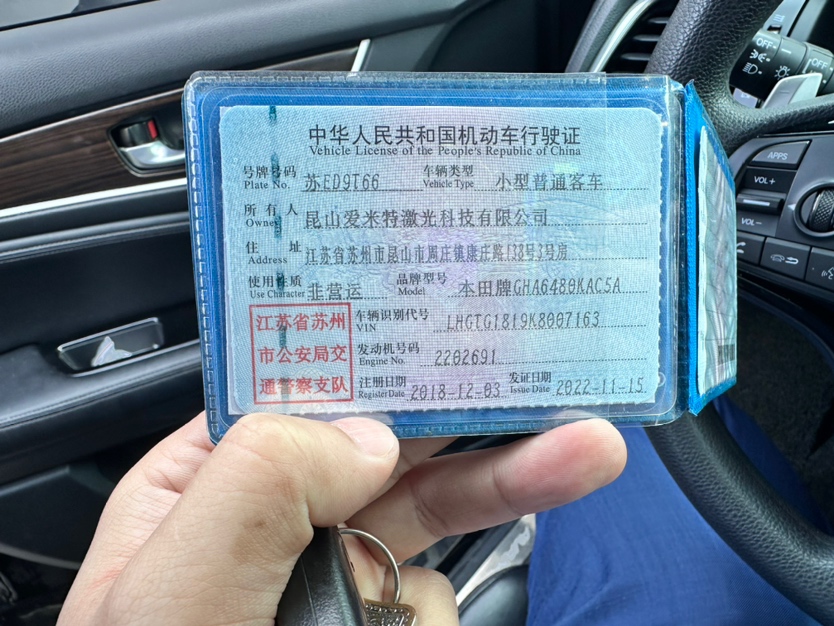 中华人民共和国机动车行驶证
Vehicle License of the People's Republic of China
号牌号码 苏ED9T66 车辆类型 小型普通客车
Plate No. Vehicle Type
所有人 昆山爱米特激光科技有限公司
Owner
住址 江苏省苏州市昆山市周庄镇康庄路138号3号房
Address
使用性质 非营运 品牌型号 本田牌GHA6480KAC5A
Use Character Model
江苏省苏州
市公安局交
通警察支队
车辆识别代号 LHGTG1819K8007163
VIN
发动机号码 2202691
Engine No.
注册日期 2018-12-03 发证日期 2022-11-15
Register Date Issue Date
OFF
OFF
APPS
VOL+
VOL−